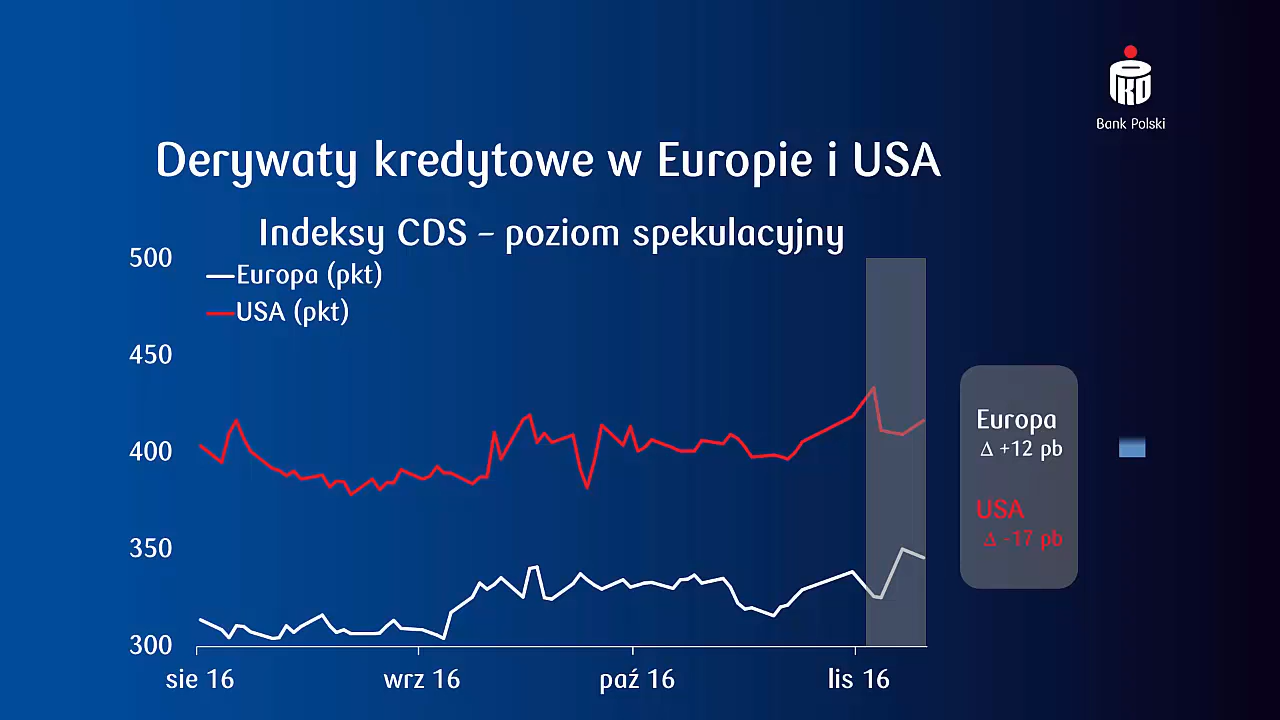 PKO
Bank Polski
Derywaty kredytowe w Europie i USA
Indeksy CDS – poziom spekulacyjny
500
Europa (pkt)
USA (pkt)
450
400
350
300
sie 16
wrz 16
paź 16
lis 16
Europa
Δ +12 pb
USA
Δ -17 pb